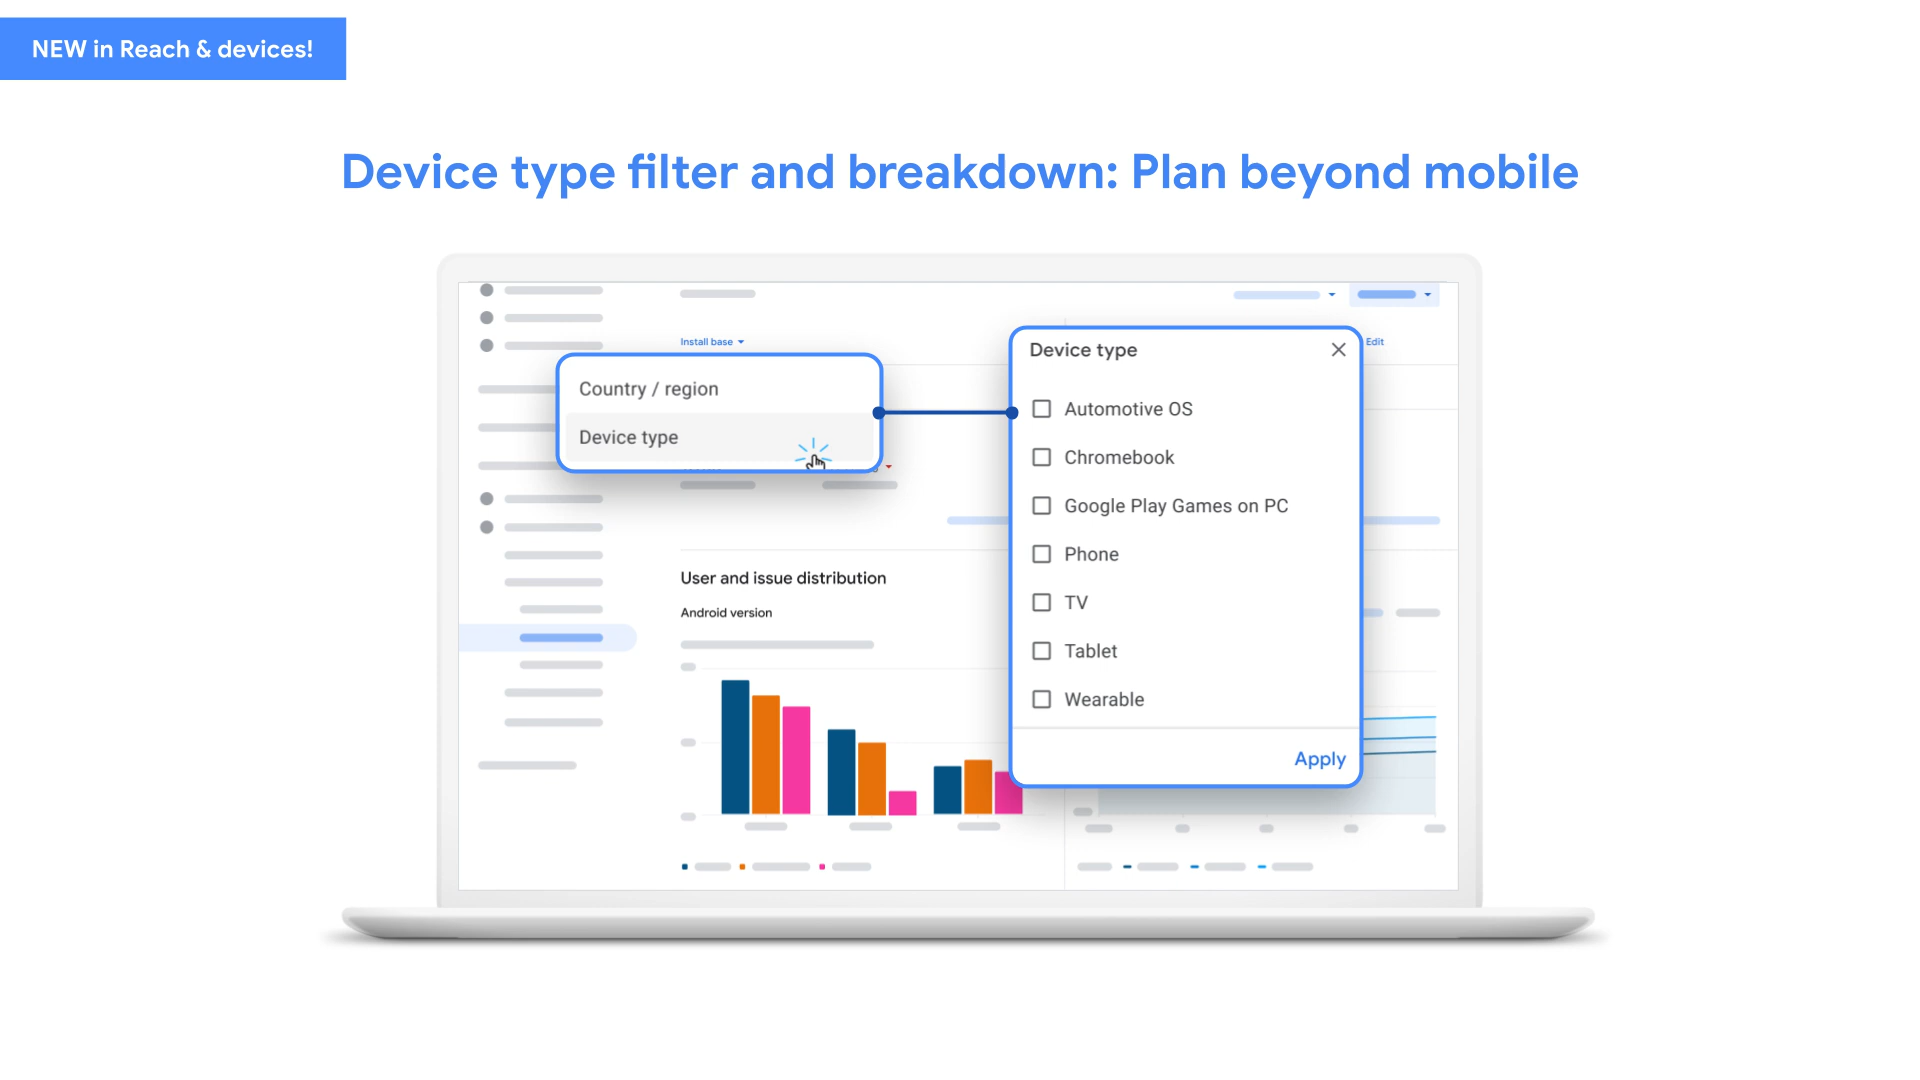 NEW in Reach & devices!
Device type filter and breakdown: Plan beyond mobile
Install base
Edit
Country / region
Device type
Device type
Automotive OS
Chromebook
Google Play Games on PC
Phone
TV
Tablet
Wearable
Apply
User and issue distribution
Android version